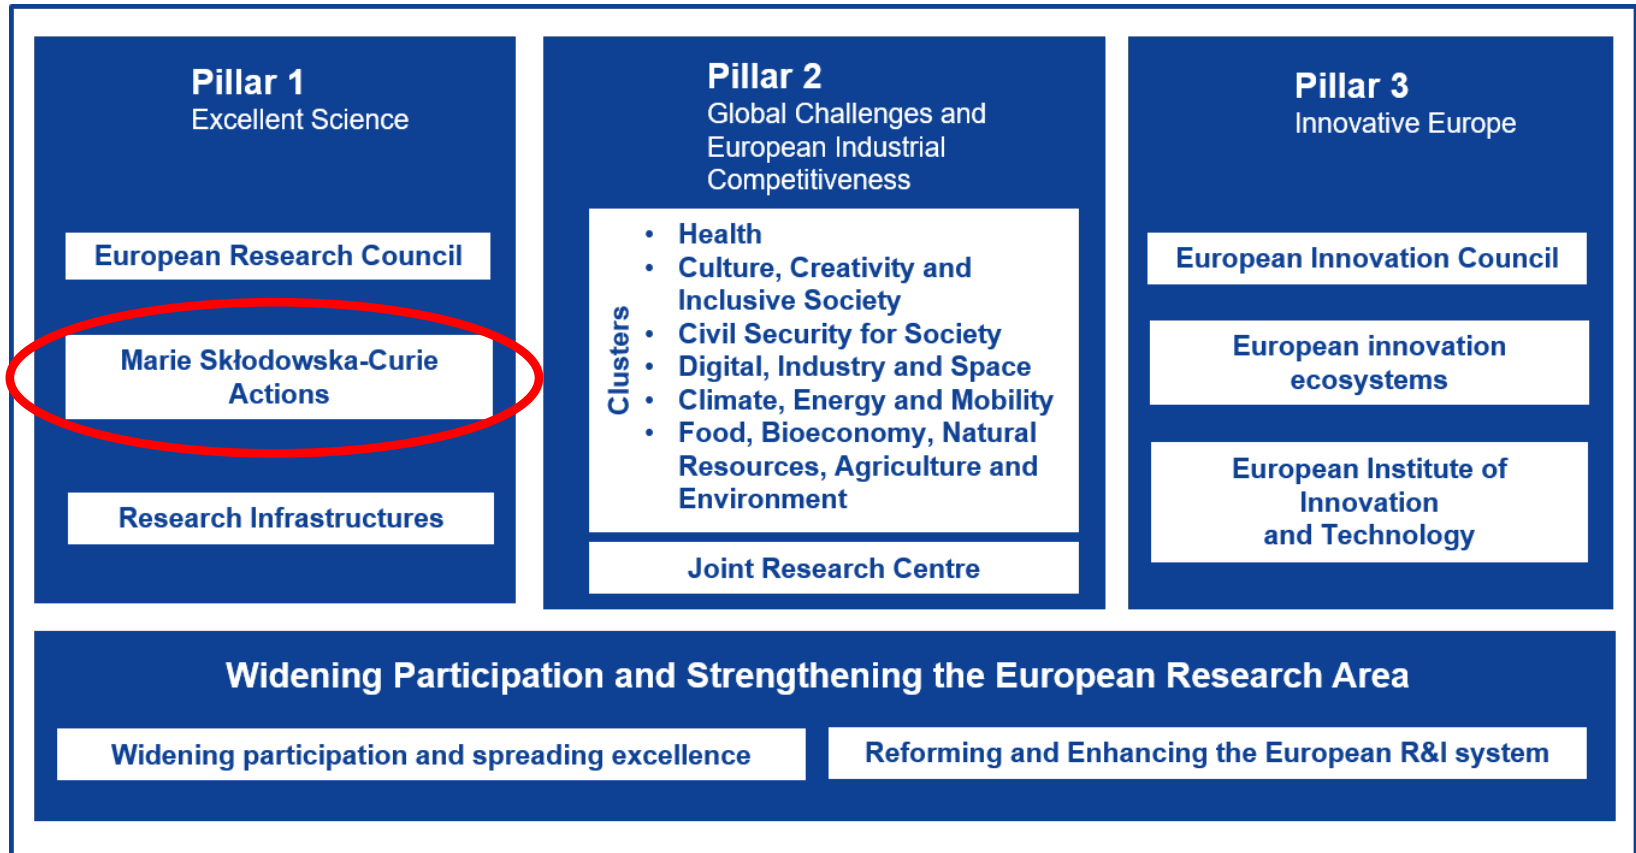 Pillar 1
Excellent Science
European Research Council
Marie Skłodowska-Curie
Actions
Research Infrastructures
Pillar 2
Global Challenges and
European Industrial
Competitiveness
Clusters
• Health
• Culture, Creativity and
Inclusive Society
• Civil Security for Society
• Digital, Industry and Space
• Climate, Energy and Mobility
• Food, Bioeconomy, Natural
Resources, Agriculture and
Environment
Joint Research Centre
Pillar 3
Innovative Europe
European Innovation Council
European innovation
ecosystems
European Institute of
Innovation
and Technology
Widening Participation and Strengthening the European Research Area
Widening participation and spreading excellence
Reforming and Enhancing the European R&I system